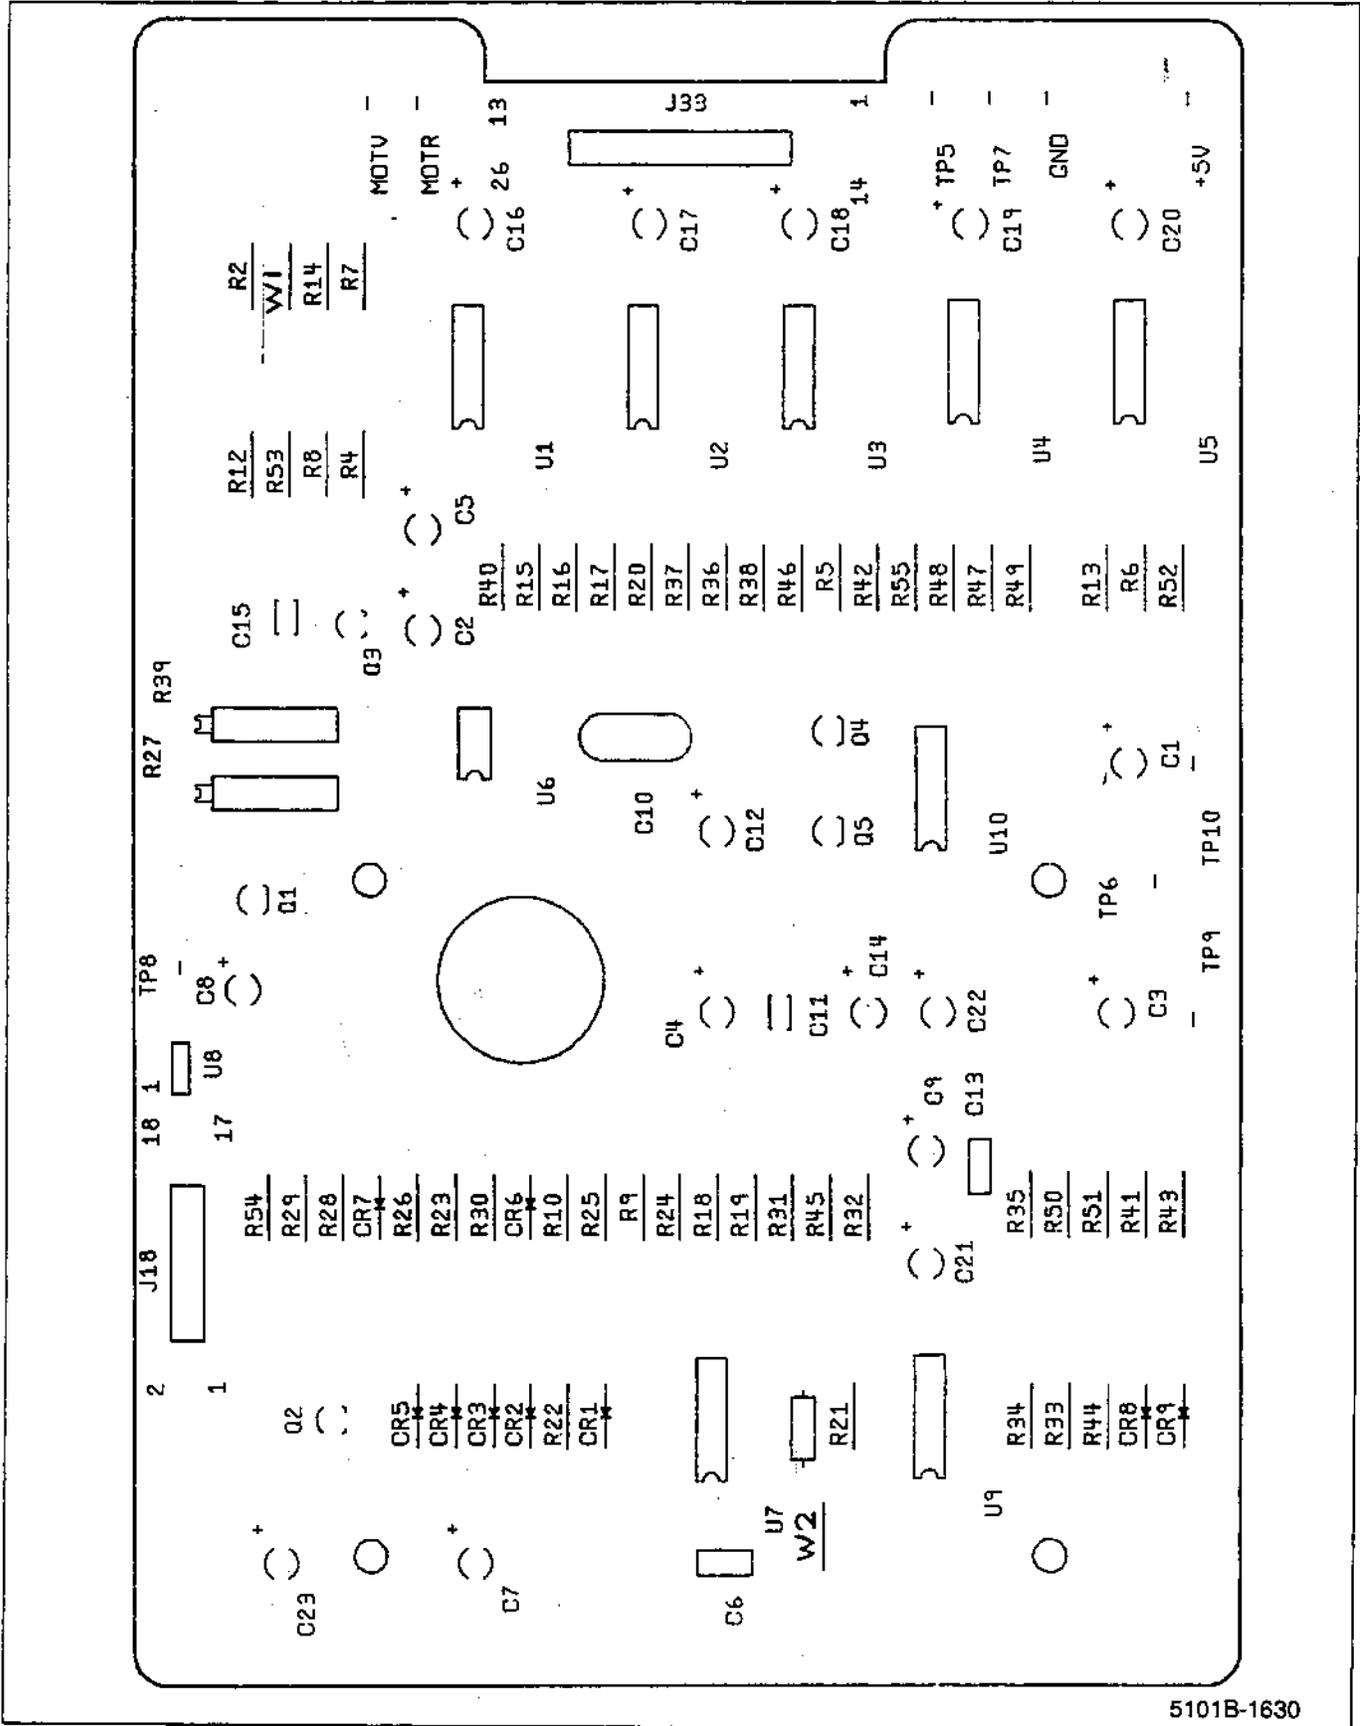 J33
13
1
MOTV
MOTR
26
14
TP5
TP7
GND
+5V
+
C16
+
C17
+
C18
+
C19
+
C20
R2
W1
R14
R7
U1
U2
U3
U4
U5
R12
R53
R8
R4
+
C5
R40
R15
R16
R17
R20
R37
R36
R38
R46
R5
R42
R55
R48
R47
R49
R13
R6
R52
C15
Q3
+
C2
R39
R27
U6
C10
+
C12
Q4
Q5
U10
+
C1
TP10
TP6
Q1
TP8
+
C8
+
C4
C11
+
C14
+
C22
+
C3
TP9
1
U8
18
17
+
C9
C13
R54
R29
R28
CR7
R26
R23
R30
CR6
R10
R25
R9
R24
R18
R19
R31
R45
R32
R35
R50
R51
R41
R43
J18
+
C21
2
1
Q2
CR5
CR4
CR3
CR2
R22
CR1
R21
R34
R33
R44
CR8
CR9
U7
W2
U9
+
C23
+
C7
C6
5101B-1630